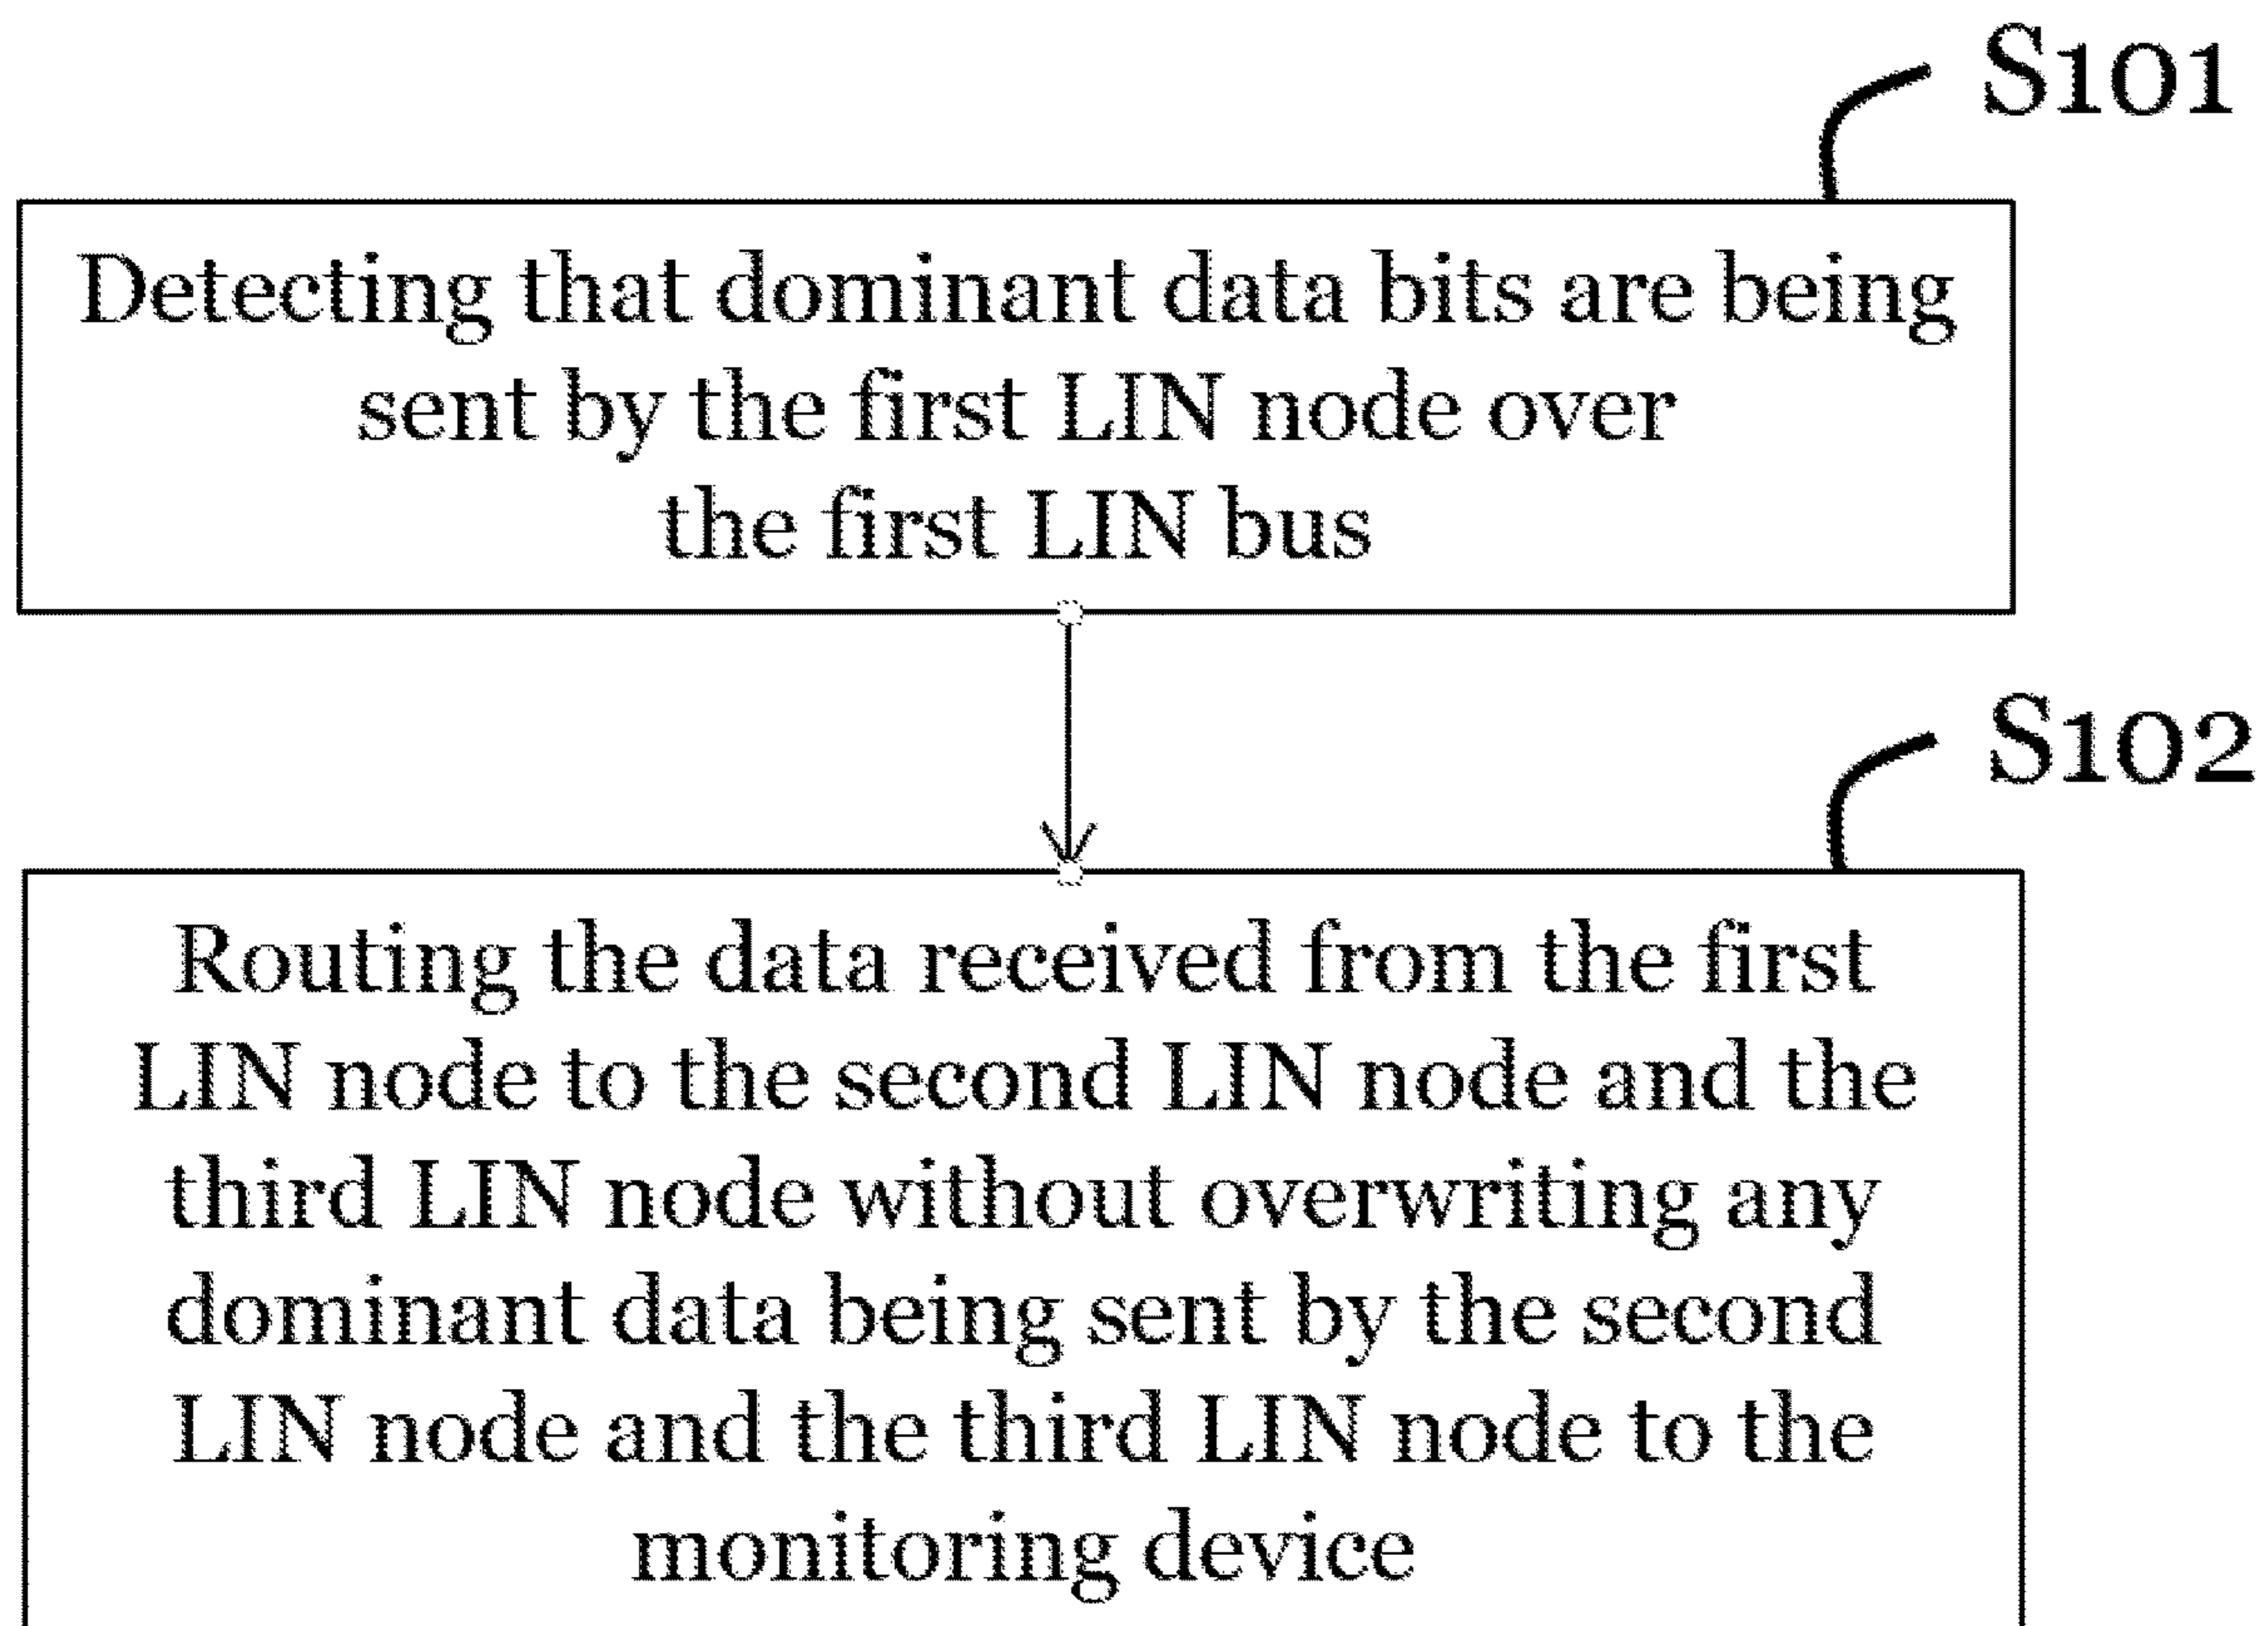 S101
Detecting that dominant data bits are being
sent by the first LIN node over
the first LIN bus
S102
Routing the data received from the first
LIN node to the second LIN node and the
third LIN node without overwriting any
dominant data being sent by the second
LIN node and the third LIN node to the
monitoring device